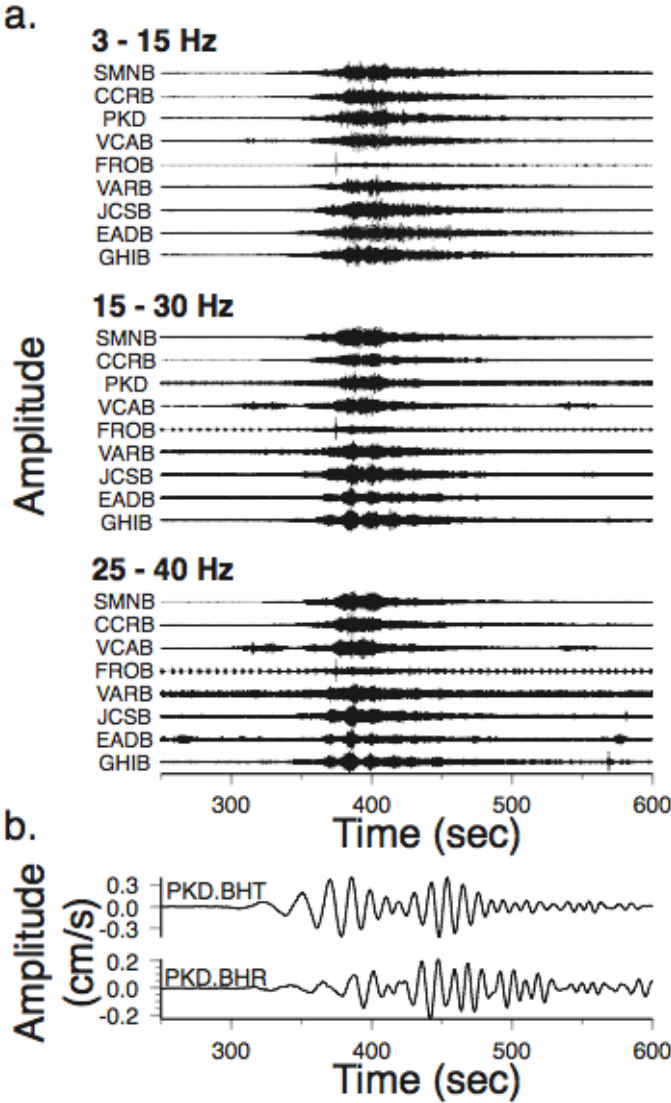 a.
3 - 15 Hz
SMNB
CCRB
PKD
VCAB
FROB
VARB
JCSB
EADB
GHIB
15 - 30 Hz
SMNB
CCRB
PKD
VCAB
FROB
VARB
JCSB
EADB
GHIB
Amplitude
25 - 40 Hz
SMNB
CCRB
VCAB
FROB
VARB
JCSB
EADB
GHIB
300 400 500 600
Time (sec)
b.
Amplitude
(cm/s)
0.3
0.0
-0.3
PKD.BHT
0.2
0.0
-0.2
PKD.BHR
300 400 500 600
Time (sec)